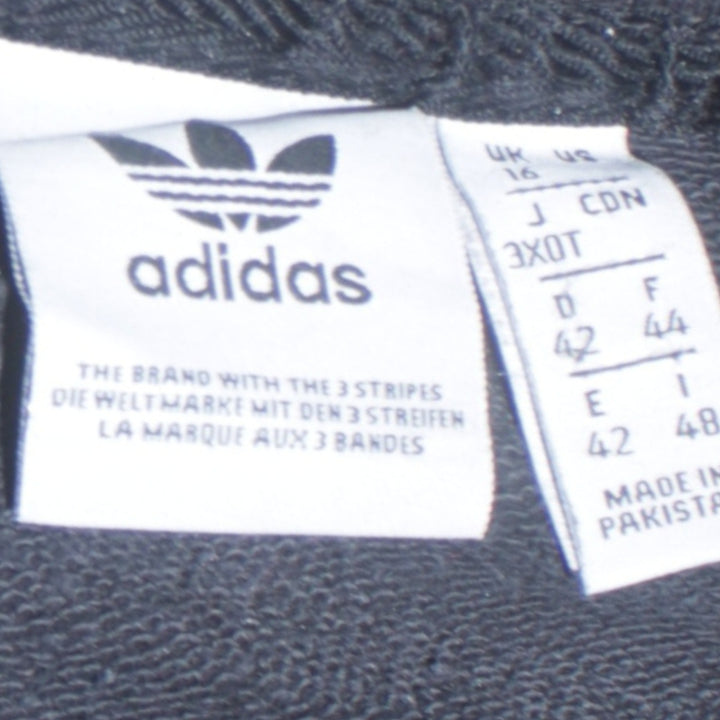 adidas
THE BRAND WITH THE 3 STRIPES
DIE WELTMARKE MIT DEN 3 STREIFEN
LA MARQUE AUX 3 BANDES
UK US
16
J CDN
3XOT
D F
42 44
E I
42 48
MADE IN
PAKISTA